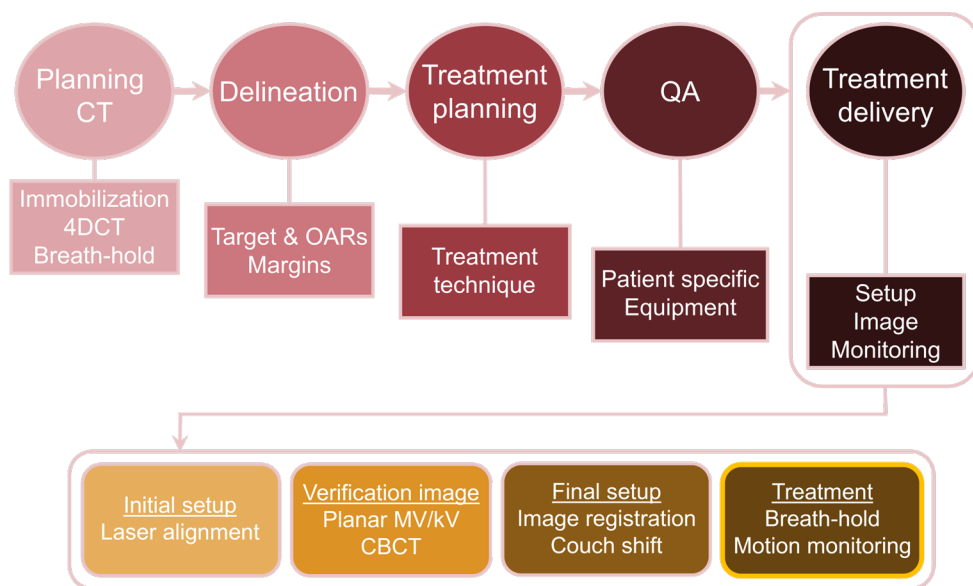 Planning
CT
Delineation
Treatment
planning
QA
Treatment
delivery
Immobilization
4DCT
Breath-hold
Target & OARs
Margins
Treatment
technique
Patient specific
Equipment
Setup
Image
Monitoring
Initial setup
Laser alignment
Verification image
Planar MV/kV
CBCT
Final setup
Image registration
Couch shift
Treatment
Breath-hold
Motion monitoring